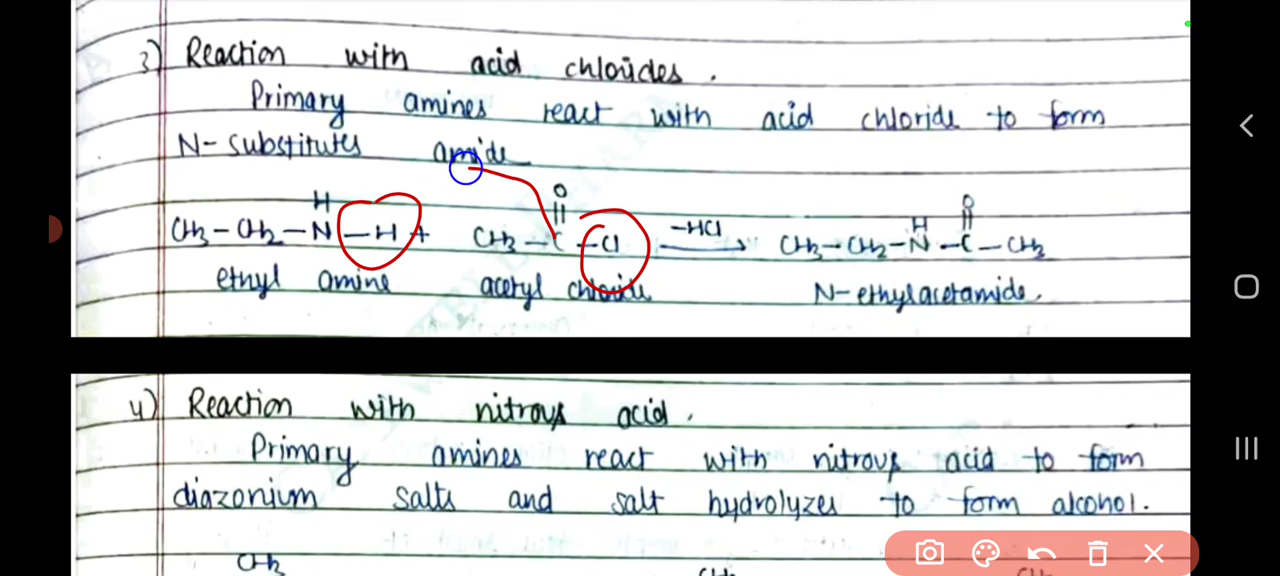 3) Reaction with acid chlorides.
Primary amines react with acid chloride to form
N-substitutes amide
H
O
||
O
||
H
CH3-CH2-N-H + CH3-C-Cl -HCl CH3-CH2-N-C-CH3
ethyl amine acetyl chloride N-ethylacetamide.
4) Reaction with nitrous acid.
Primary amines react with nitrous acid to form
diazonium salts and salt hydrolyzes to form alcohol.
CH3